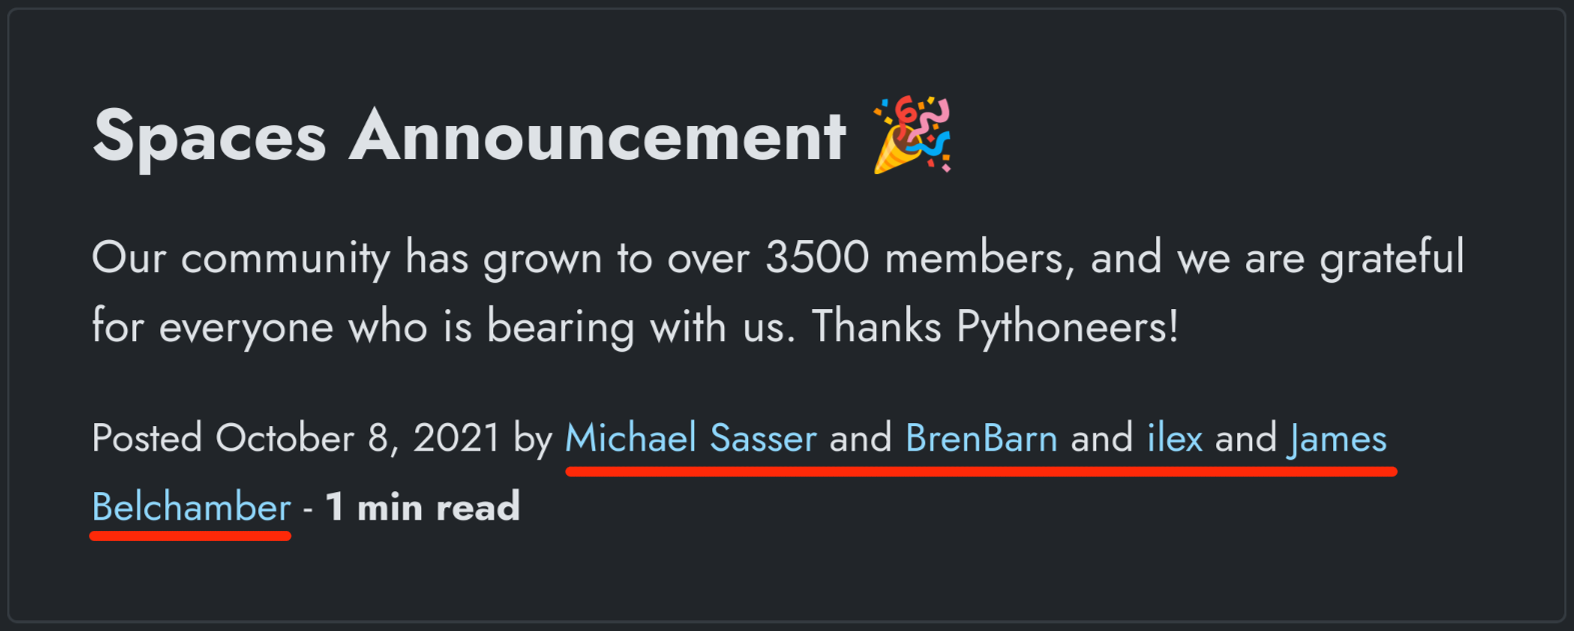 Spaces Announcement 🎉
Our community has grown to over 3500 members, and we are grateful
for everyone who is bearing with us. Thanks Pythoneers!
Posted October 8, 2021 by Michael Sasser and BrenBarn and ilex and James
Belchamber - 1 min read